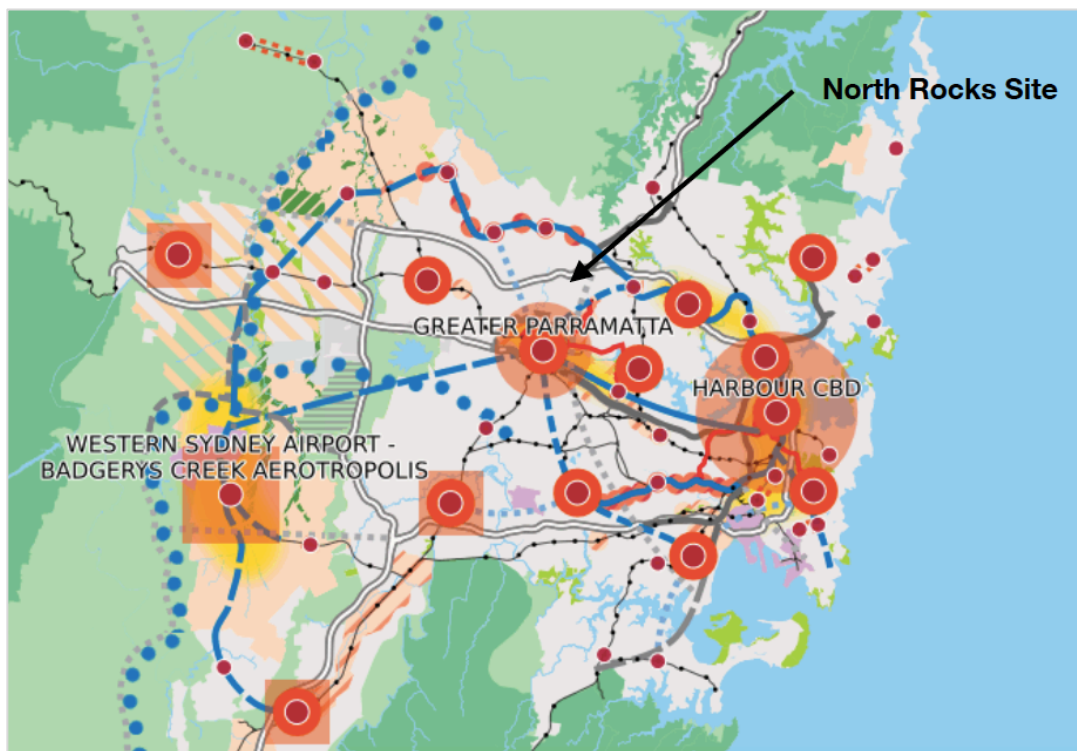 North Rocks Site
GREATER PARRAMATTA
HARBOUR CBD
WESTERN SYDNEY AIRPORT -
BADGERYS CREEK AEROTROPOLIS